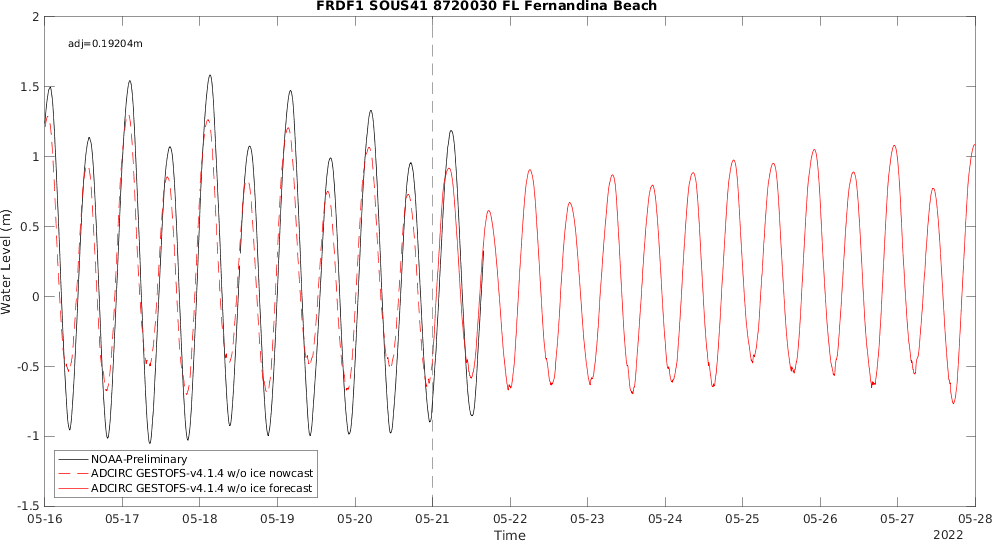 FRDF1 SOUS41 8720030 FL Fernandina Beach
adj=0.19204m
2
1.5
1
0.5
0
-0.5
-1
-1.5
Water Level (m)
NOAA-Preliminary
ADCIRC GESTOFS-v4.1.4 w/o ice nowcast
ADCIRC GESTOFS-v4.1.4 w/o ice forecast
05-16 05-17 05-18 05-19 05-20 05-21 05-22 05-23 05-24 05-25 05-26 05-27 05-28
Time
2022